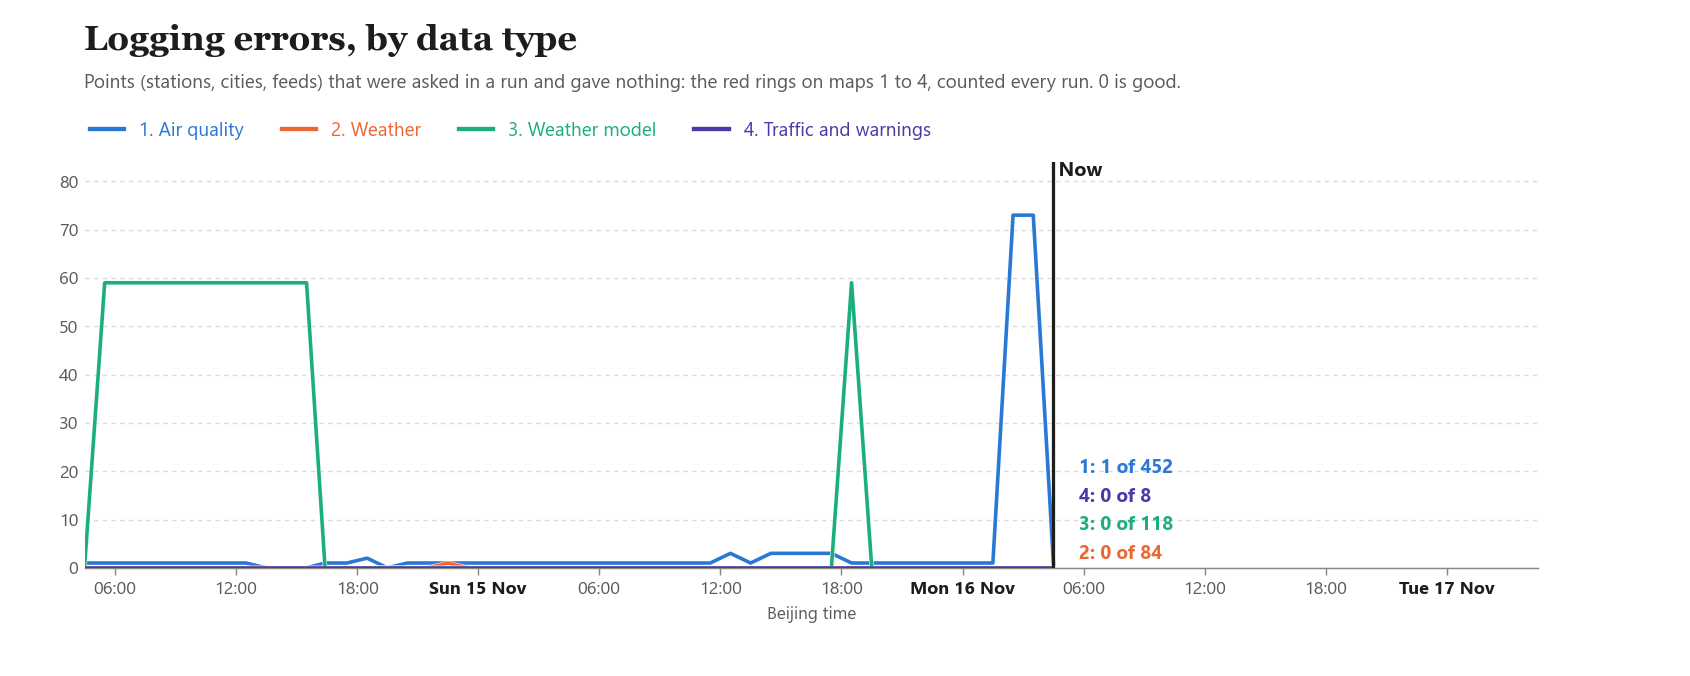 Logging errors, by data type
Points (stations, cities, feeds) that were asked in a run and gave nothing: the red rings on maps 1 to 4, counted every run. 0 is good.
1. Air quality 2. Weather 3. Weather model 4. Traffic and warnings
Now
80
70
60
50
40
30
20
10
0
1: 1 of 452
4: 0 of 8
3: 0 of 118
2: 0 of 84
06:00 12:00 18:00 Sun 15 Nov 06:00 12:00 18:00 Mon 16 Nov 06:00 12:00 18:00 Tue 17 Nov
Beijing time